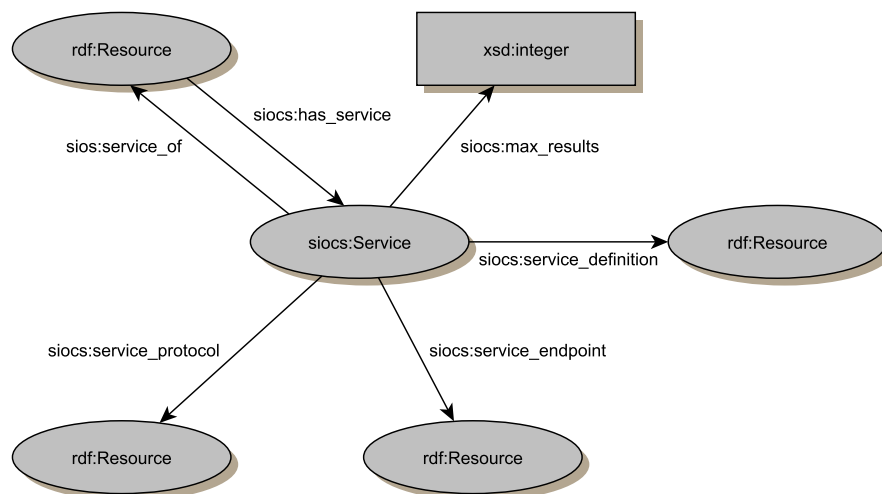 rdf:Resource
xsd:integer
siocs:has_service
sios:service_of
siocs:max_results
siocs:Service
rdf:Resource
siocs:service_definition
siocs:service_protocol
siocs:service_endpoint
rdf:Resource
rdf:Resource